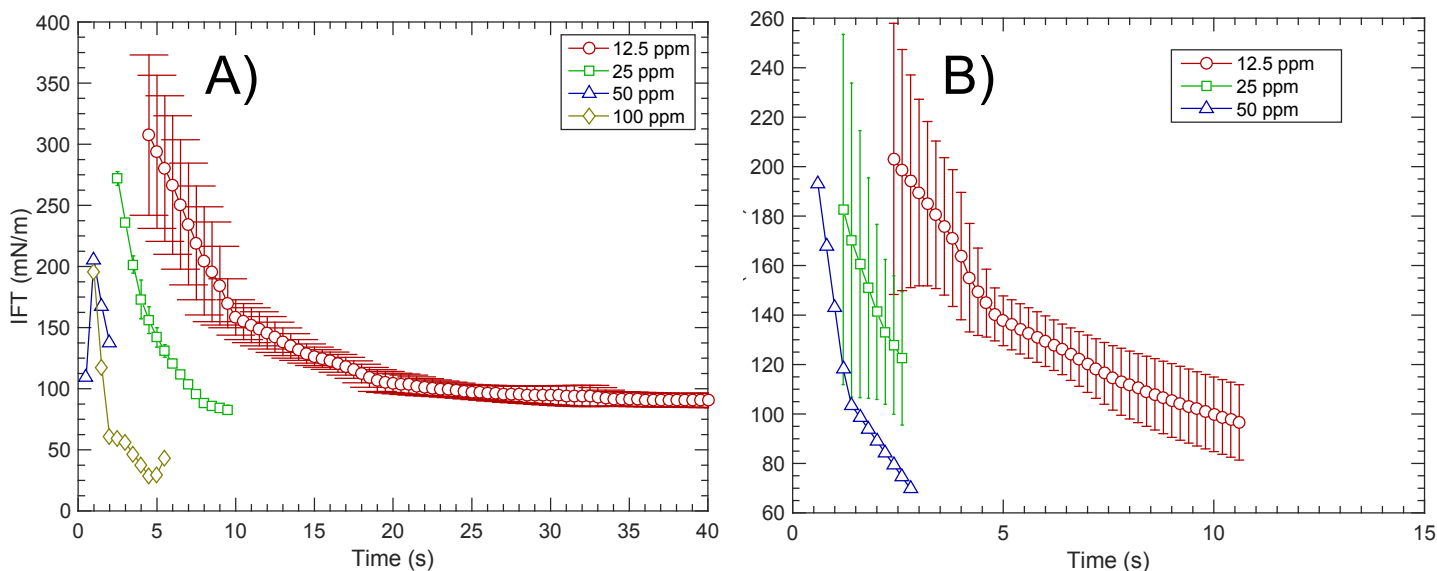 A)
12.5 ppm
25 ppm
50 ppm
100 ppm
IFT (mN/m)
400
350
300
250
200
150
100
50
0
0 5 10 15 20 25 30 35 40
Time (s)
B)
12.5 ppm
25 ppm
50 ppm
260
240
220
200
180
160
140
120
100
80
60
0 5 10 15
Time (s)